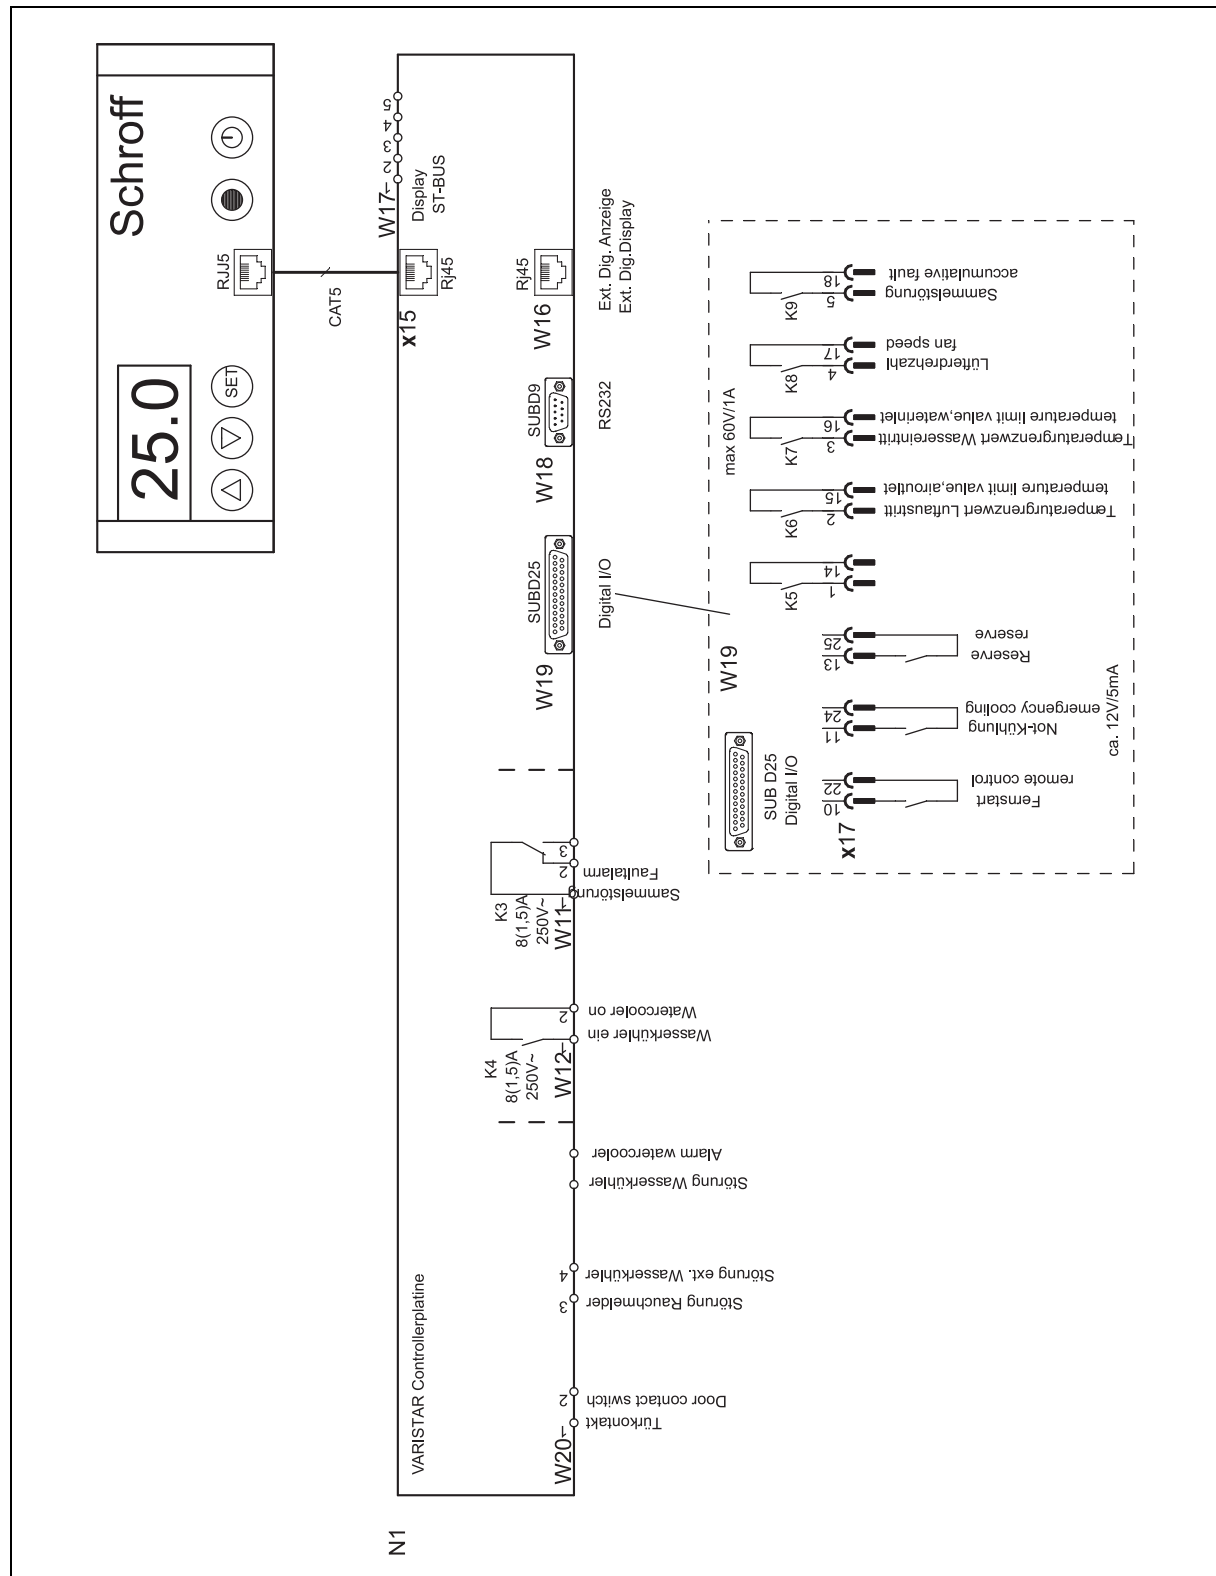 Schroff
25.0
SET
RJJ5
CAT5
5
4
3
2
1
W17
Display
ST-BUS
x15
Rj45
Rj45
W16
Ext. Dig. Anzeige
Ext. Dig.Display
SUBD9
W18
RS232
SUBD25
W19
Digital I/O
K3
8(1,5)A
250V~
W11
1
2
3
Sammelstörung
Faultalarm
K4
8(1,5)A
250V~
W12
1
2
Wasserkühler ein
Watercooler on
Störung Wasserkühler
Alarm watercooler
4
Störung ext. Wasserkühler
3
Störung Rauchmelder
2
Door contact switch
1
Türkontakt
W20
VARISTAR Controllerplatine
N1
W19
SUB D25
Digital I/O
x17
max 60V/1A
ca. 12V/5mA
K9
5
18
Sammelstörung
accumulative fault
K8
4
17
Lüfterdrehzahl
fan speed
K7
3
16
Temperaturgrunzwert Wassereintritt
temperature limit value,waterinlet
K6
2
15
Temperaturgrenzwert Luftaustritt
temperature limit value,airoutlet
K5
1
14
13
25
Reserve
reserve
11
24
Not-Kühlung
emergency cooling
10
22
Fernstart
remote control